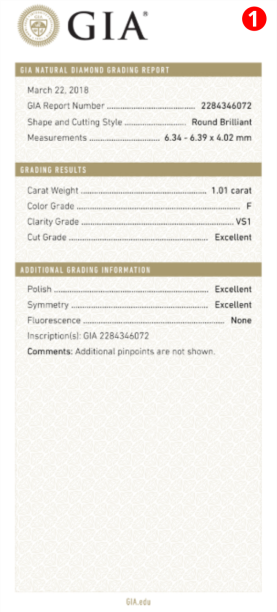 GIA®
1
GIA NATURAL DIAMOND GRADING REPORT
March 22, 2018
GIA Report Number 2284346072
Shape and Cutting Style Round Brilliant
Measurements 6.34 - 6.39 x 4.02 mm
GRADING RESULTS
Carat Weight 1.01 carat
Color Grade F
Clarity Grade VS1
Cut Grade Excellent
ADDITIONAL GRADING INFORMATION
Polish Excellent
Symmetry Excellent
Fluorescence None
Inscription(s): GIA 2284346072
Comments: Additional pinpoints are not shown.
GIA.edu